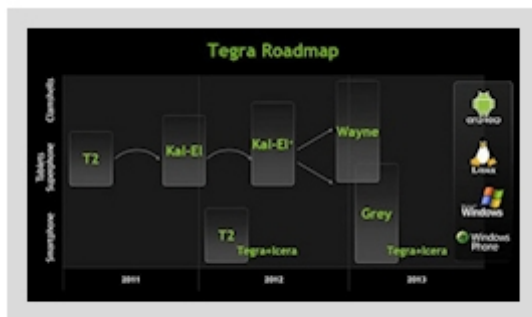 Tegra Roadmap
Clamshells
Tablets
Superphone
Smartphone
T2
Kal-El
Kal-El+
Wayne
T2
Tegra+Icera
Grey
Tegra+Icera
2011
2012
2013
android
Linux
Windows
Windows
Phone